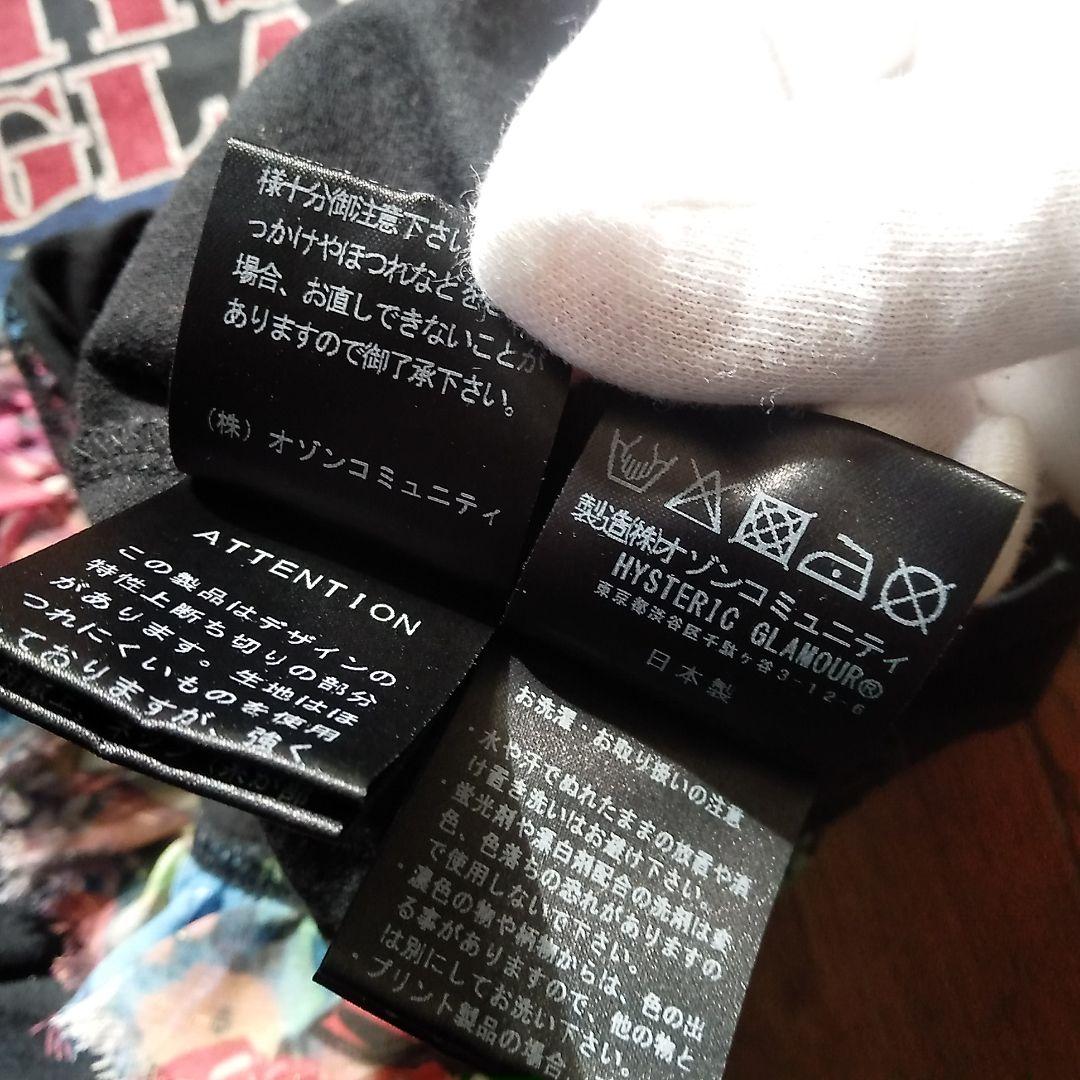 GLA
様十分御注意下さい
っかけやほつれなどを
場合、お直しできないことが
ありますので御了承下さい。
(株)オゾンコミュニティ
ATTENTION
この製品はデザインの
特性上断ち切りの部分
があります。生地はほ
つれにくいものを使用
ておりますが、強く
製造㈱オゾンコミュニティ
HYSTERIC GLAMOUR®
東京都渋谷区千駄ケ谷3-12-6
日本製
お洗濯・お取り扱いの注意
・水や汗でぬれたままの放置や漬
け置き洗いはお避け下さい。
・蛍光剤や漂白剤配合の洗剤は変
色、色落ちの恐れがありますの
で使用しないで下さい。
・濃色の物や柄物からは、色の出
る事がありますので、他の物と
は別にしてお洗い下さい。
・プリント製品の場合、